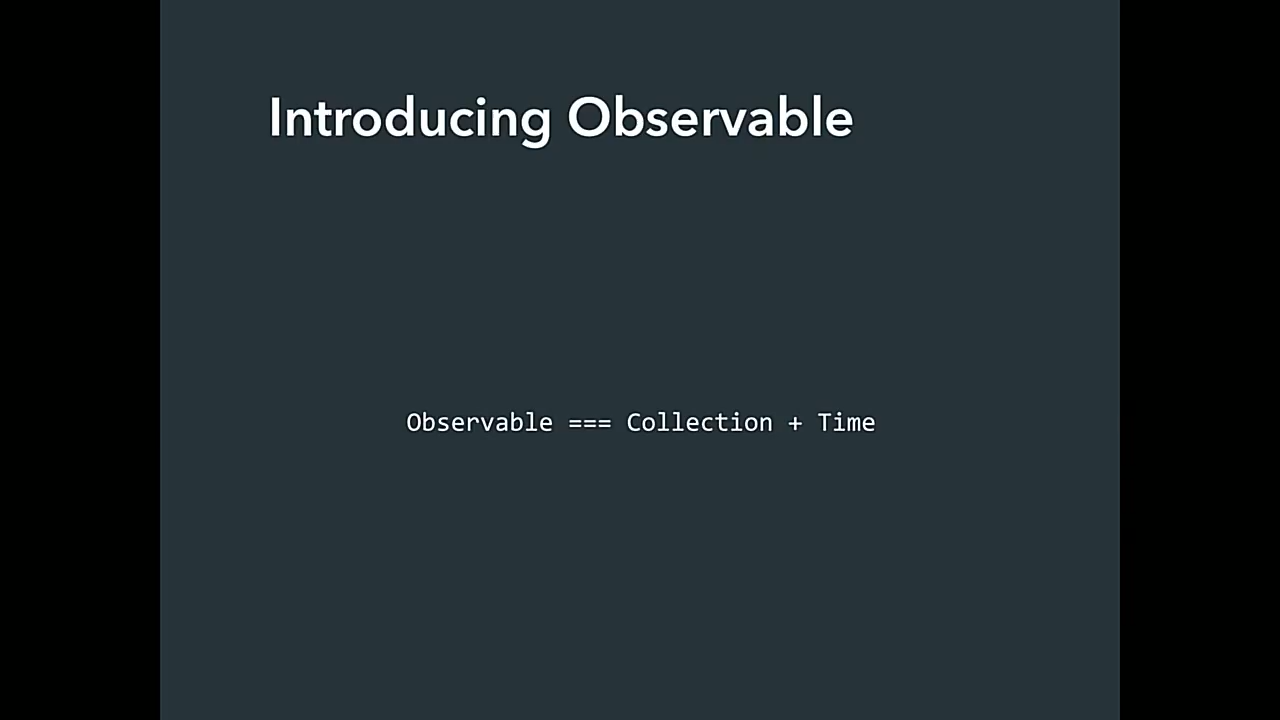 Introducing Observable
Observable === Collection + Time